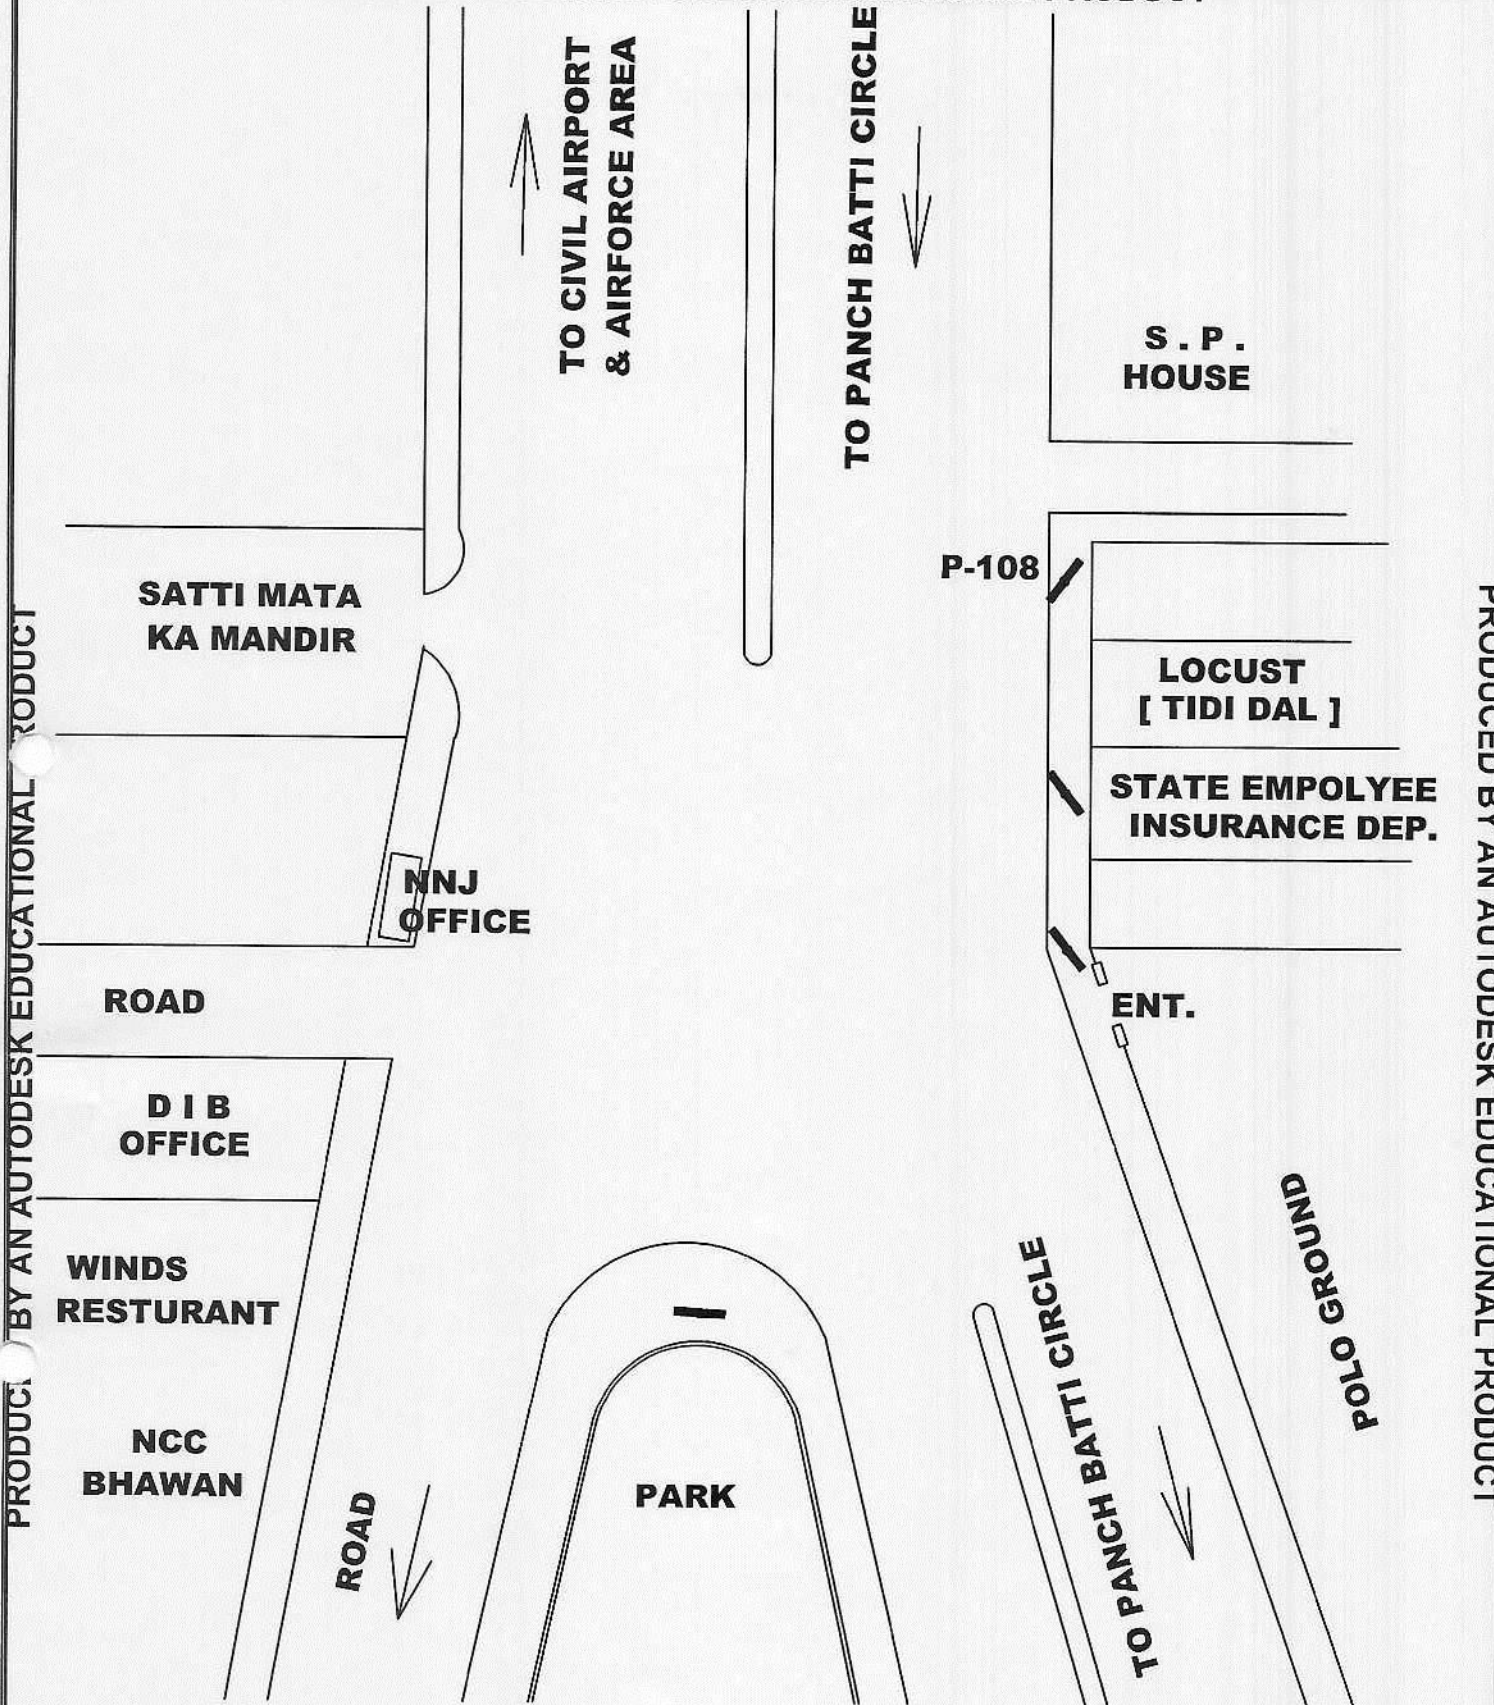 TO CIVIL AIRPORT
& AIRFORCE AREA
TO PANCH BATTI CIRCLE
S . P .
HOUSE
P-108
SATTI MATA
KA MANDIR
LOCUST
[ TIDI DAL ]
STATE EMPOLYEE
INSURANCE DEP.
NNJ
OFFICE
ROAD
ENT.
D I B
OFFICE
WINDS
RESTURANT
NCC
BHAWAN
ROAD
PARK
TO PANCH BATTI CIRCLE
POLO GROUND
PRODUC BY AN AUTODESK EDUCATIONAL RODUCT
PRODUCED BY AN AUTODESK EDUCATIONAL PRODUCT